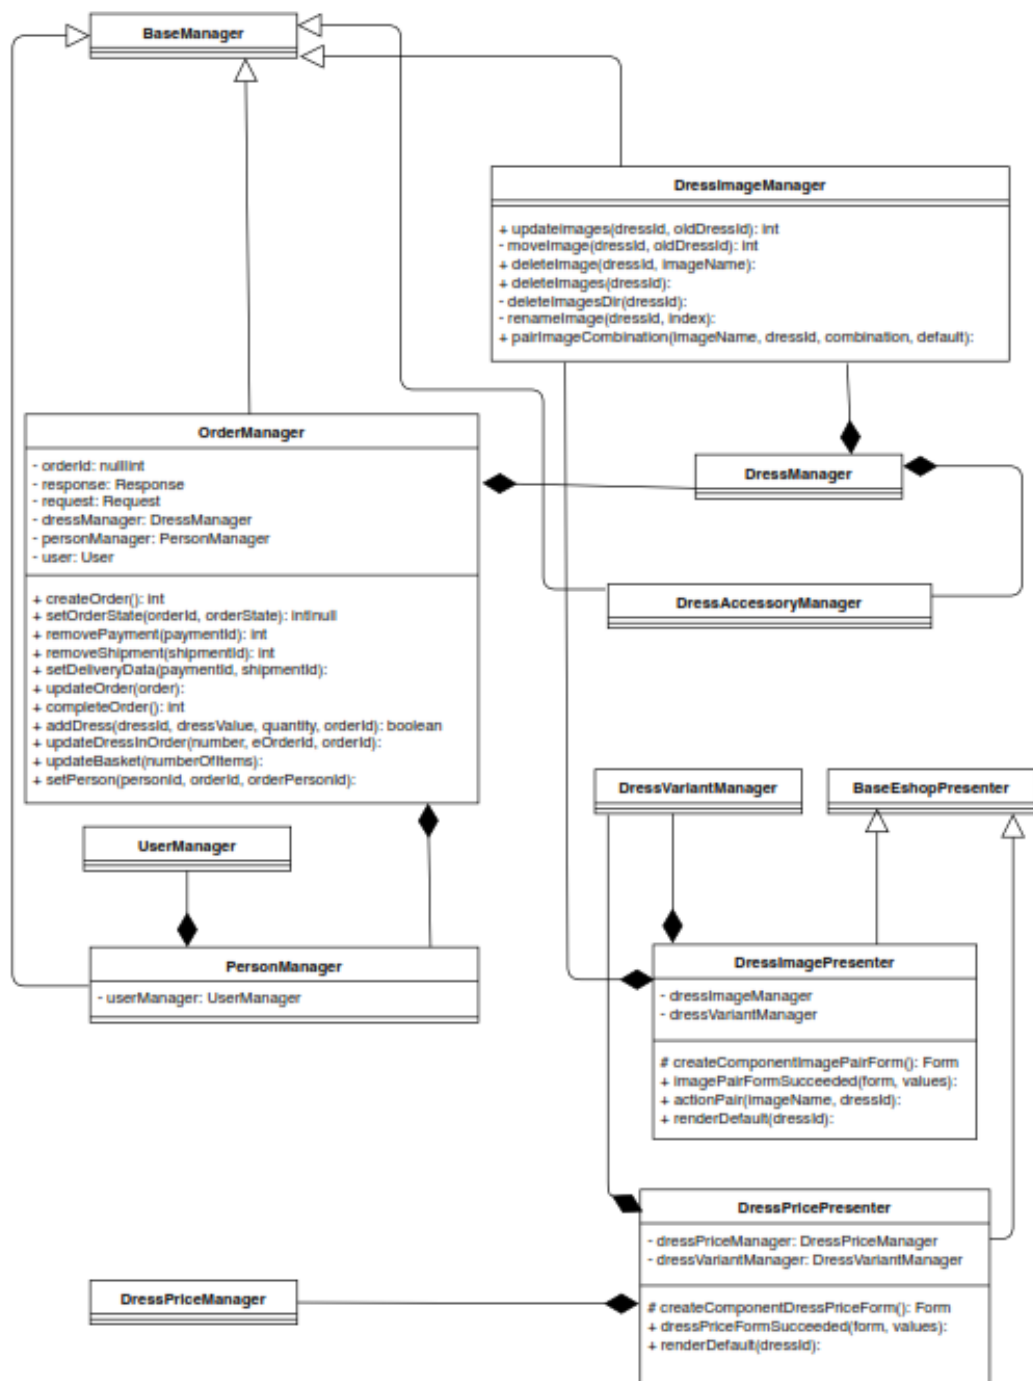 BaseManager
DressImageManager
+ updateImages(dressId, oldDressId): int
- moveImage(dressId, oldDressId): int
+ deleteImage(dressId, imageName):
+ deleteImages(dressId):
- deleteImagesDir(dressId):
- renameImage(dressId, index):
+ pairImageCombination(imageName, dressId, combination, default):
OrderManager
- orderId: null|int
- response: Response
- request: Request
- dressManager: DressManager
- personManager: PersonManager
- user: User
+ createOrder(): int
+ setOrderState(orderId, orderState): int|null
+ removePayment(paymentId): int
+ removeShipment(shipmentId): int
+ setDeliveryData(paymentId, shipmentId):
+ updateOrder(order):
+ completeOrder(): int
+ addDress(dressId, dressValue, quantity, orderId): boolean
+ updateDressInOrder(number, eOrderId, orderId):
+ updateBasket(numberOfItems):
+ setPerson(personId, orderId, orderPersonId):
DressManager
DressAccessoryManager
DressVariantManager
BaseEshopPresenter
UserManager
PersonManager
- userManager: UserManager
DressImagePresenter
- dressImageManager
- dressVariantManager
# createComponentImagePairForm(): Form
+ imagePairFormSucceeded(form, values):
+ actionPair(imageName, dressId):
+ renderDefault(dressId):
DressPricePresenter
- dressPriceManager: DressPriceManager
- dressVariantManager: DressVariantManager
# createComponentDressPriceForm(): Form
+ dressPriceFormSucceeded(form, values):
+ renderDefault(dressId):
DressPriceManager